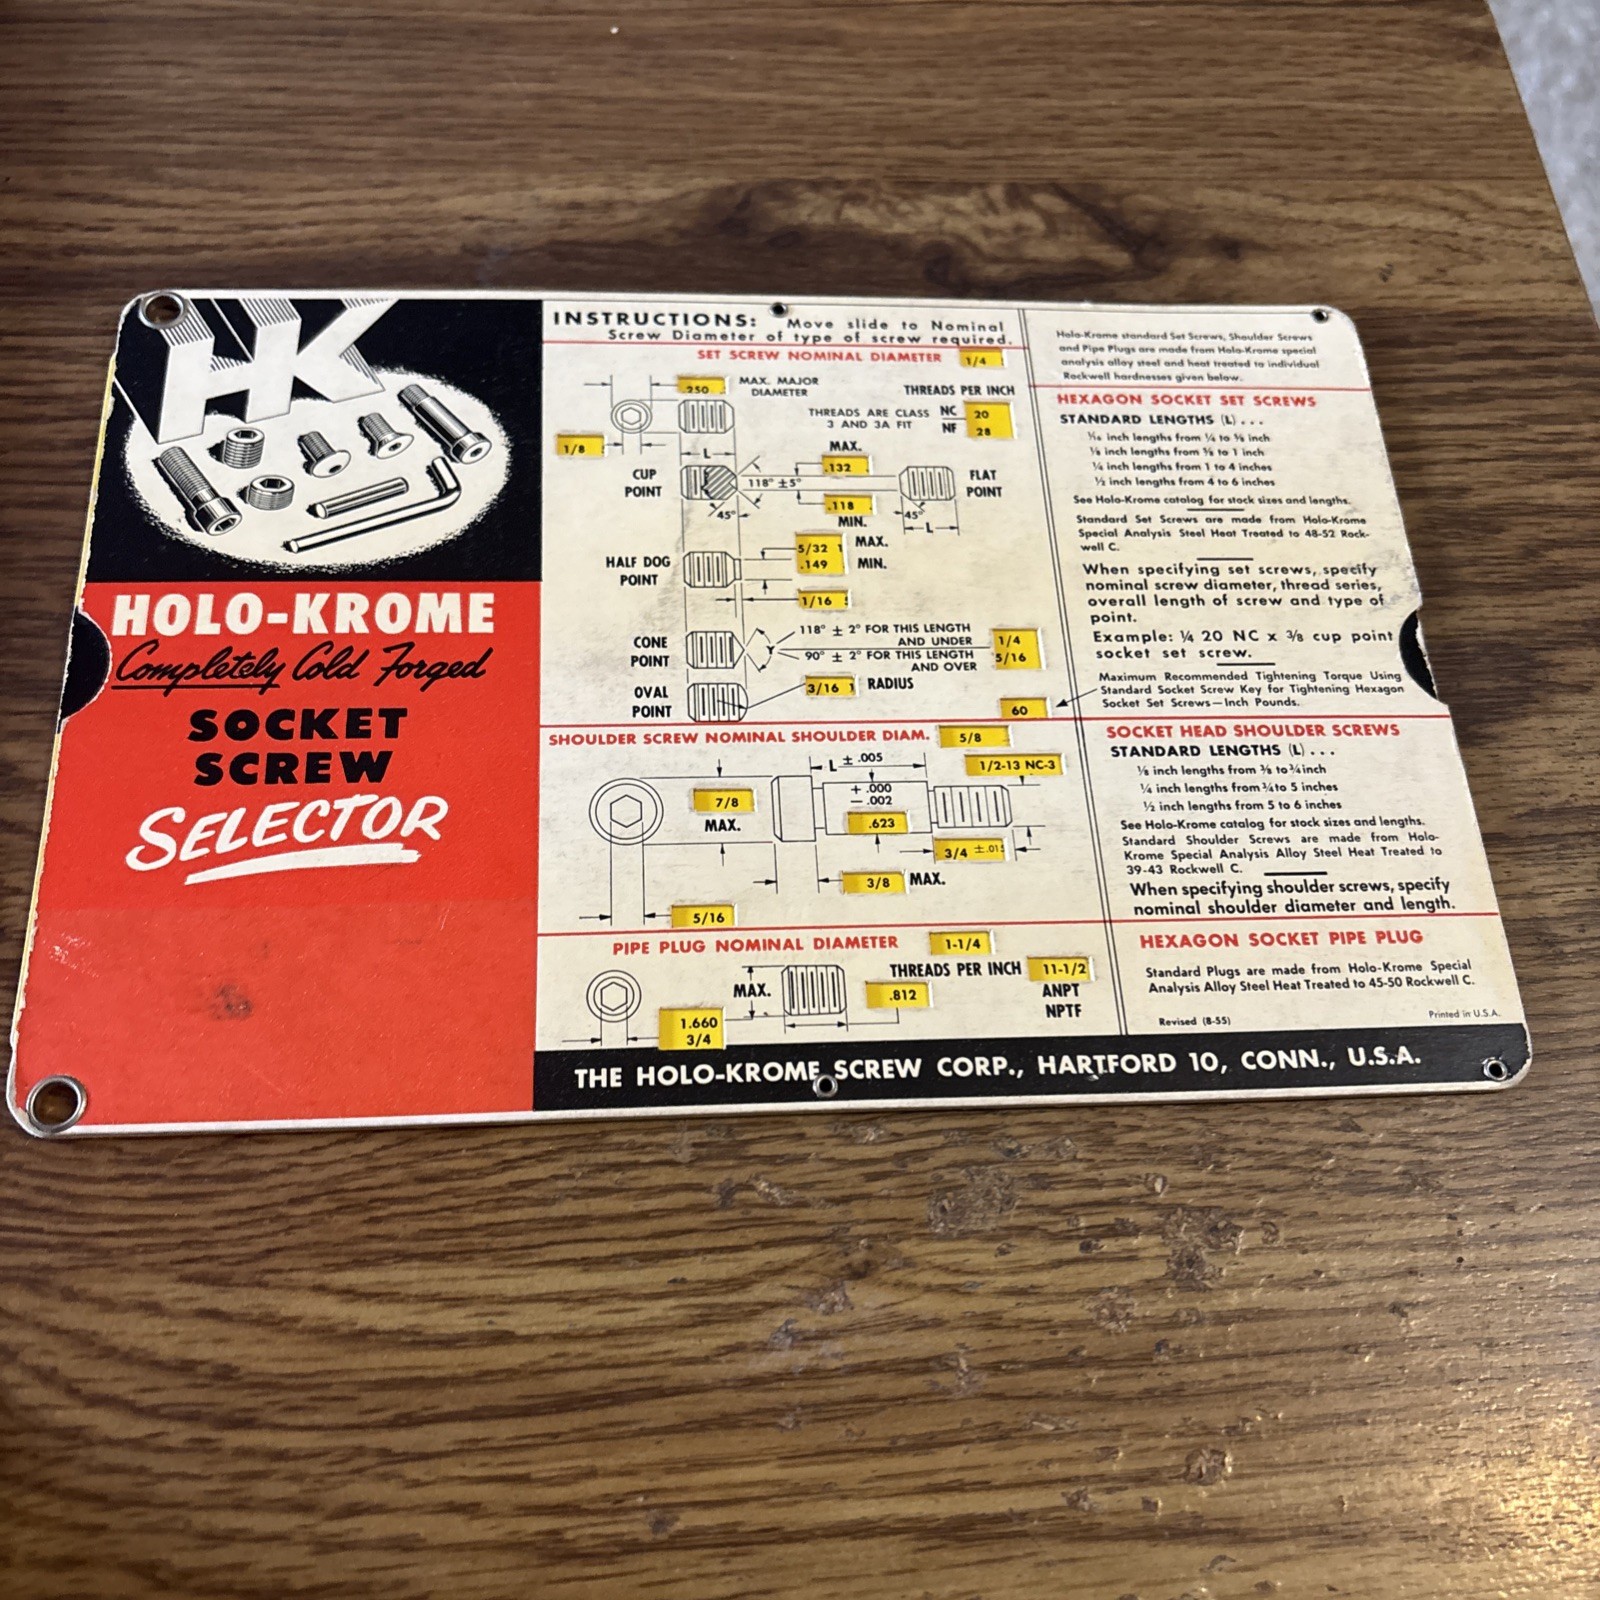 HK
HOLO-KROME
Completely Cold Forged
SOCKET
SCREW
SELECTOR
INSTRUCTIONS: Move slide to Nominal
Screw Diameter of type of screw required.
SET SCREW NOMINAL DIAMETER 1/4
.250
MAX. MAJOR
DIAMETER
THREADS PER INCH
THREADS ARE CLASS
3 AND 3A FIT
NC 20
NF 28
1/8
L
MAX.
.132
CUP
POINT
118° ±5°
FLAT
POINT
.118
MIN.
45°
45°
L
HALF DOG
POINT
5/32 MAX.
.149 MIN.
1/16
CONE
POINT
118° ± 2° FOR THIS LENGTH
AND UNDER
1/4
90° ± 2° FOR THIS LENGTH
AND OVER
5/16
Y
OVAL
POINT
3/16 RADIUS
60
SHOULDER SCREW NOMINAL SHOULDER DIAM. 5/8
L ± .005
1/2-13 NC-3
7/8
MAX.
+ .000
− .002
.623
3/4 ±.015
3/8 MAX.
5/16
PIPE PLUG NOMINAL DIAMETER 1-1/4
THREADS PER INCH 11-1/2
ANPT
NPTF
MAX.
.812
1.660
3/4
Holo-Krome standard Set Screws, Shoulder Screws
and Pipe Plugs are made from Holo-Krome special
analysis alloy steel and heat treated to individual
Rockwell hardnesses given below.
HEXAGON SOCKET SET SCREWS
STANDARD LENGTHS (L) . . .
1/16 inch lengths from 1/4 to 5/8 inch
1/8 inch lengths from 5/8 to 1 inch
1/4 inch lengths from 1 to 4 inches
1/2 inch lengths from 4 to 6 inches
See Holo-Krome catalog for stock sizes and lengths.
Standard Set Screws are made from Holo-Krome
Special Analysis Steel Heat Treated to 48-52 Rock-
well C.
When specifying set screws, specify
nominal screw diameter, thread series,
overall length of screw and type of
point.
Example: 1/4 20 NC x 3/8 cup point
socket set screw.
Maximum Recommended Tightening Torque Using
Standard Socket Screw Key for Tightening Hexagon
Socket Set Screws—Inch Pounds.
SOCKET HEAD SHOULDER SCREWS
STANDARD LENGTHS (L) . . .
1/8 inch lengths from 3/8 to 3/4 inch
1/4 inch lengths from 3/4 to 5 inches
1/2 inch lengths from 5 to 6 inches
See Holo-Krome catalog for stock sizes and lengths.
Standard Shoulder Screws are made from Holo-
Krome Special Analysis Alloy Steel Heat Treated to
39-43 Rockwell C.
When specifying shoulder screws, specify
nominal shoulder diameter and length.
HEXAGON SOCKET PIPE PLUG
Standard Plugs are made from Holo-Krome Special
Analysis Alloy Steel Heat Treated to 45-50 Rockwell C.
Revised (8-55)
Printed in U.S.A.
THE HOLO-KROME SCREW CORP., HARTFORD 10, CONN., U.S.A.